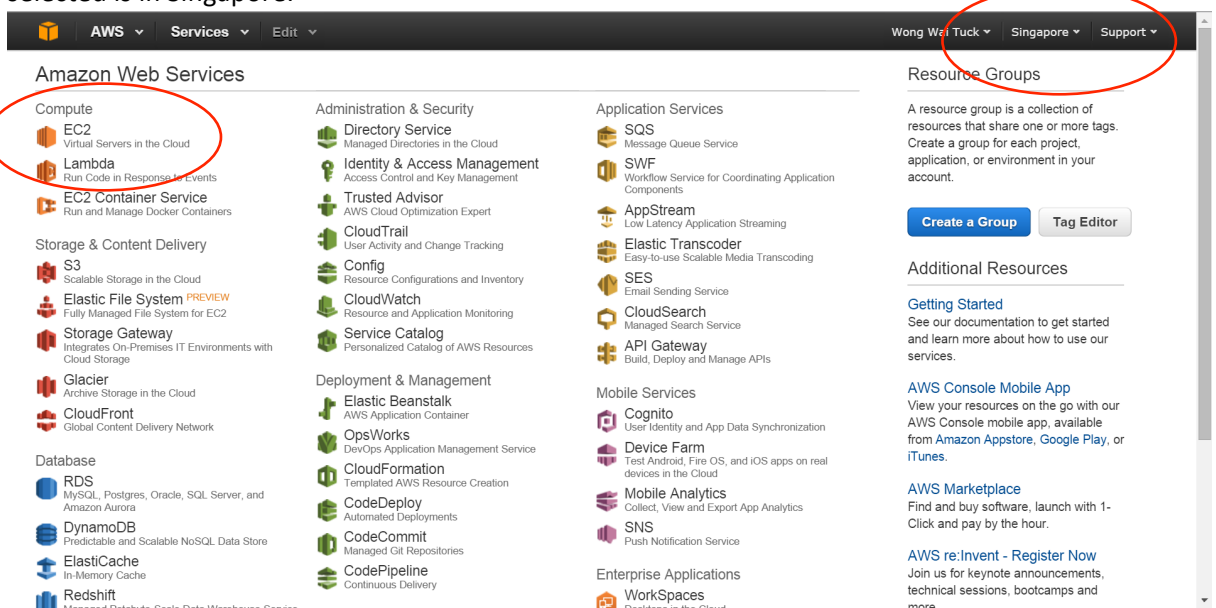 selected is in Singapore.
AWS Services Edit Wong Wai Tuck Singapore Support
Amazon Web Services
Compute
EC2
Virtual Servers in the Cloud
Lambda
Run Code in Response to Events
EC2 Container Service
Run and Manage Docker Containers
Storage & Content Delivery
S3
Scalable Storage in the Cloud
Elastic File System PREVIEW
Fully Managed File System for EC2
Storage Gateway
Integrates On-Premises IT Environments with
Cloud Storage
Glacier
Archive Storage in the Cloud
CloudFront
Global Content Delivery Network
Database
RDS
MySQL, Postgres, Oracle, SQL Server, and
Amazon Aurora
DynamoDB
Predictable and Scalable NoSQL Data Store
ElastiCache
In-Memory Cache
Redshift
Managed Petabyte-Scale Data Warehouse Service
Administration & Security
Directory Service
Managed Directories in the Cloud
Identity & Access Management
Access Control and Key Management
Trusted Advisor
AWS Cloud Optimization Expert
CloudTrail
User Activity and Change Tracking
Config
Resource Configurations and Inventory
CloudWatch
Resource and Application Monitoring
Service Catalog
Personalized Catalog of AWS Resources
Deployment & Management
Elastic Beanstalk
AWS Application Container
OpsWorks
DevOps Application Management Service
CloudFormation
Templated AWS Resource Creation
CodeDeploy
Automated Deployments
CodeCommit
Managed Git Repositories
CodePipeline
Continuous Delivery
Application Services
SQS
Message Queue Service
SWF
Workflow Service for Coordinating Application
Components
AppStream
Low Latency Application Streaming
Elastic Transcoder
Easy-to-use Scalable Media Transcoding
SES
Email Sending Service
CloudSearch
Managed Search Service
API Gateway
Build, Deploy and Manage APIs
Mobile Services
Cognito
User Identity and App Data Synchronization
Device Farm
Test Android, Fire OS, and iOS apps on real
devices in the Cloud
Mobile Analytics
Collect, View and Export App Analytics
SNS
Push Notification Service
Enterprise Applications
WorkSpaces
Desktops in the Cloud
Resource Groups
A resource group is a collection of
resources that share one or more tags.
Create a group for each project,
application, or environment in your
account.
Create a Group Tag Editor
Additional Resources
Getting Started
See our documentation to get started
and learn more about how to use our
services.
AWS Console Mobile App
View your resources on the go with our
AWS Console mobile app, available
from Amazon Appstore, Google Play, or
iTunes.
AWS Marketplace
Find and buy software, launch with 1-
Click and pay by the hour.
AWS re:Invent - Register Now
Join us for keynote announcements,
technical sessions, bootcamps and
more.